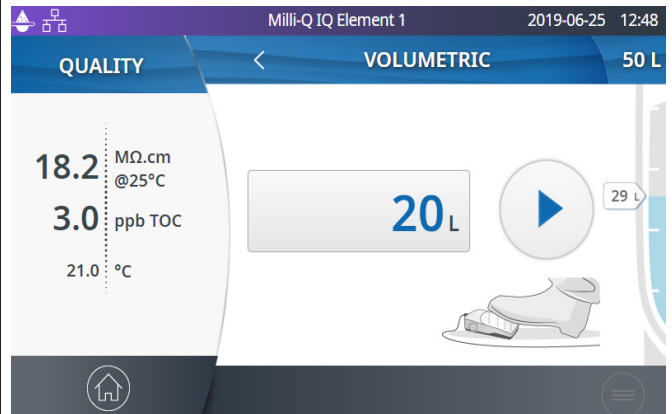 Milli-Q IQ Element 1 2019-06-25 12:48
QUALITY
VOLUMETRIC
50 L
18.2 MΩ.cm
@25°C
3.0 ppb TOC
21.0 °C
20 L
29 L